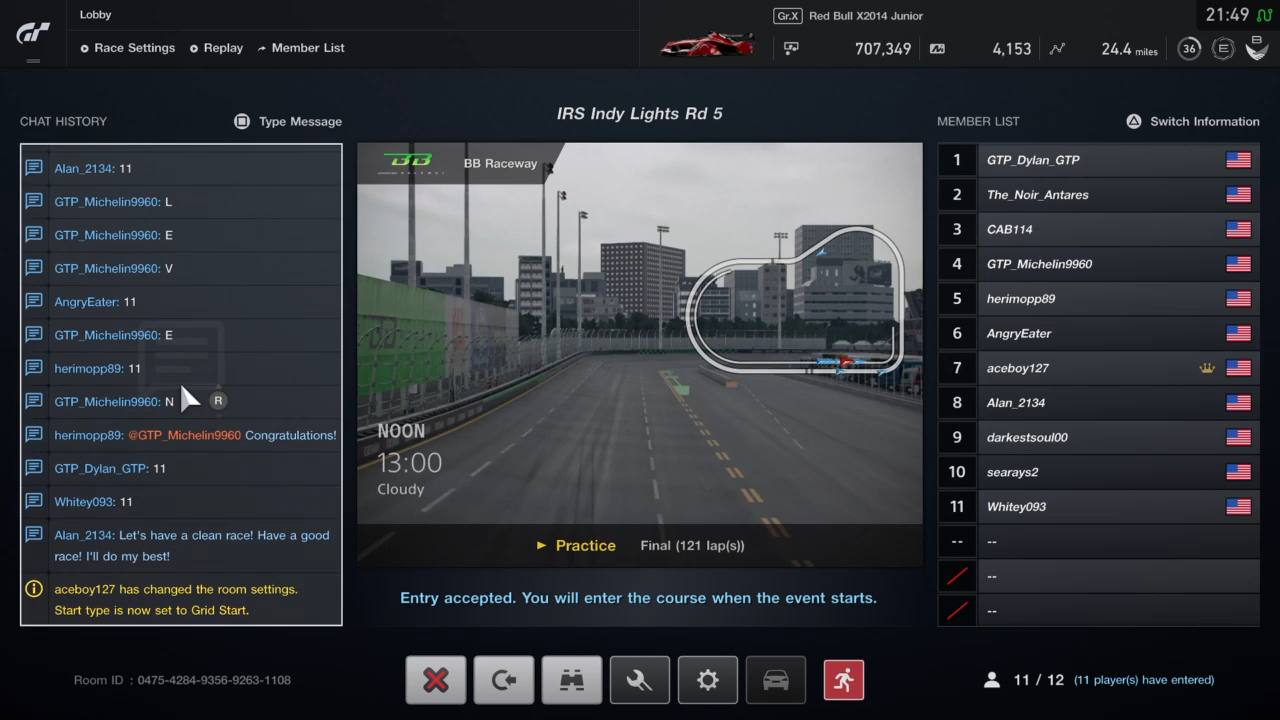 Lobby
Gr.X Red Bull X2014 Junior
21:49
Race Settings
Replay
Member List
707,349
4,153
24.4 miles
36
E
B
CHAT HISTORY
Type Message
Alan_2134: 11
GTP_Michelin9960: L
GTP_Michelin9960: E
GTP_Michelin9960: V
AngryEater: 11
GTP_Michelin9960: E
herimopp89: 11
GTP_Michelin9960: N
R
herimopp89: @GTP_Michelin9960 Congratulations!
GTP_Dylan_GTP: 11
Whitey093: 11
Alan_2134: Let's have a clean race! Have a good
race! I'll do my best!
aceboy127 has changed the room settings.
Start type is now set to Grid Start.
IRS Indy Lights Rd 5
BB
BB Raceway
NOON
13:00
Cloudy
Practice
Final (121 lap(s))
Entry accepted. You will enter the course when the event starts.
MEMBER LIST
Switch Information
1 GTP_Dylan_GTP
2 The_Noir_Antares
3 CAB114
4 GTP_Michelin9960
5 herimopp89
6 AngryEater
7 aceboy127
8 Alan_2134
9 darkestsoul00
10 searays2
11 Whitey093
-- --
--
--
Room ID : 0475-4284-9356-9263-1108
11 / 12 (11 player(s) have entered)